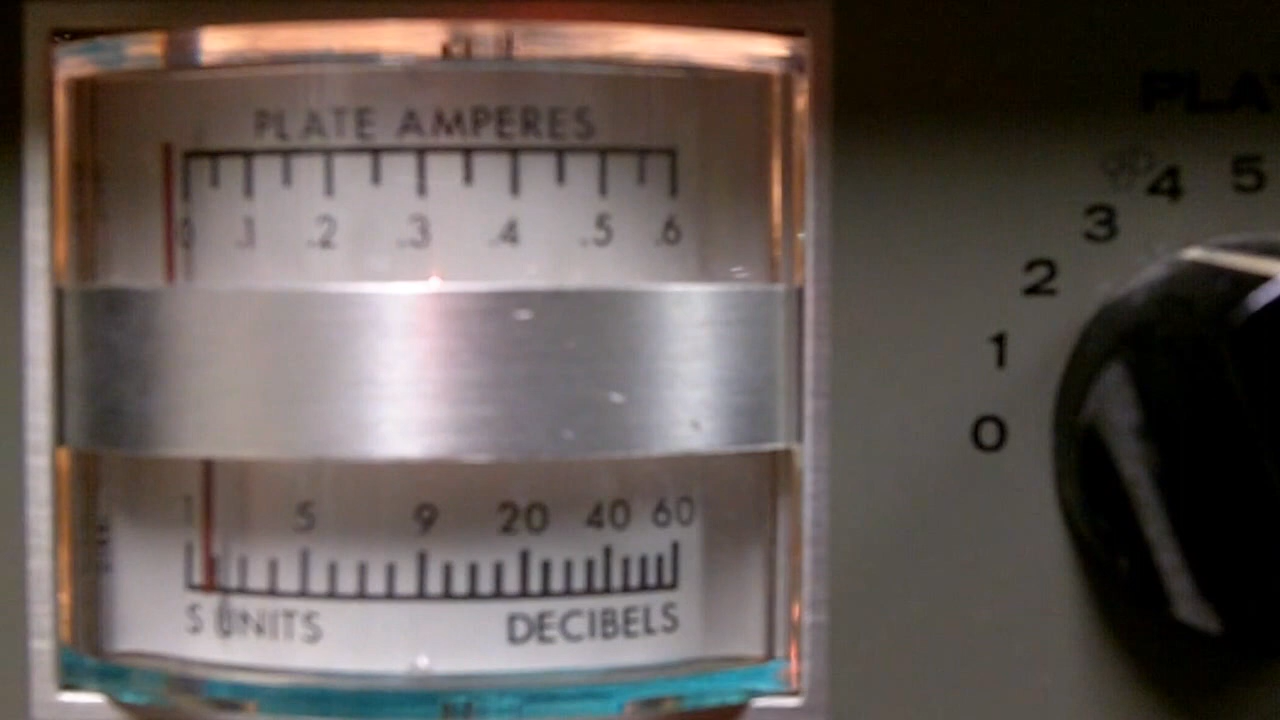 PLATE AMPERES
0 .1 .2 .3 .4 .5 .6
1 5 9 20 40 60
S UNITS DECIBELS
PLA
0 1 2 3 4 5